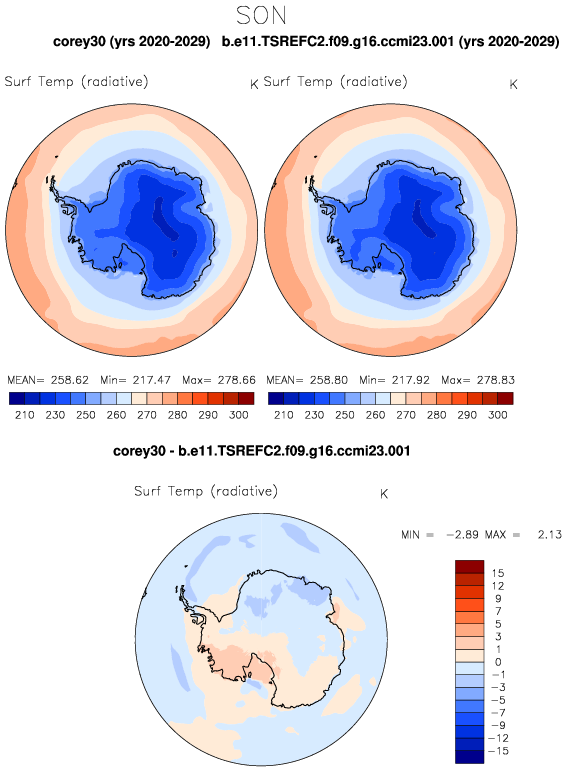 SON
corey30 (yrs 2020-2029) b.e11.TSREFC2.f09.g16.ccmi23.001 (yrs 2020-2029)
Surf Temp (radiative) K Surf Temp (radiative) K
MEAN= 258.62 Min= 217.47 Max= 278.66 MEAN= 258.80 Min= 217.92 Max= 278.83
210 230 250 260 270 280 290 300 210 230 250 260 270 280 290 300
corey30 - b.e11.TSREFC2.f09.g16.ccmi23.001
Surf Temp (radiative) K
MIN = -2.89 MAX = 2.13
15
12
9
7
5
3
1
0
-1
-3
-5
-7
-9
-12
-15